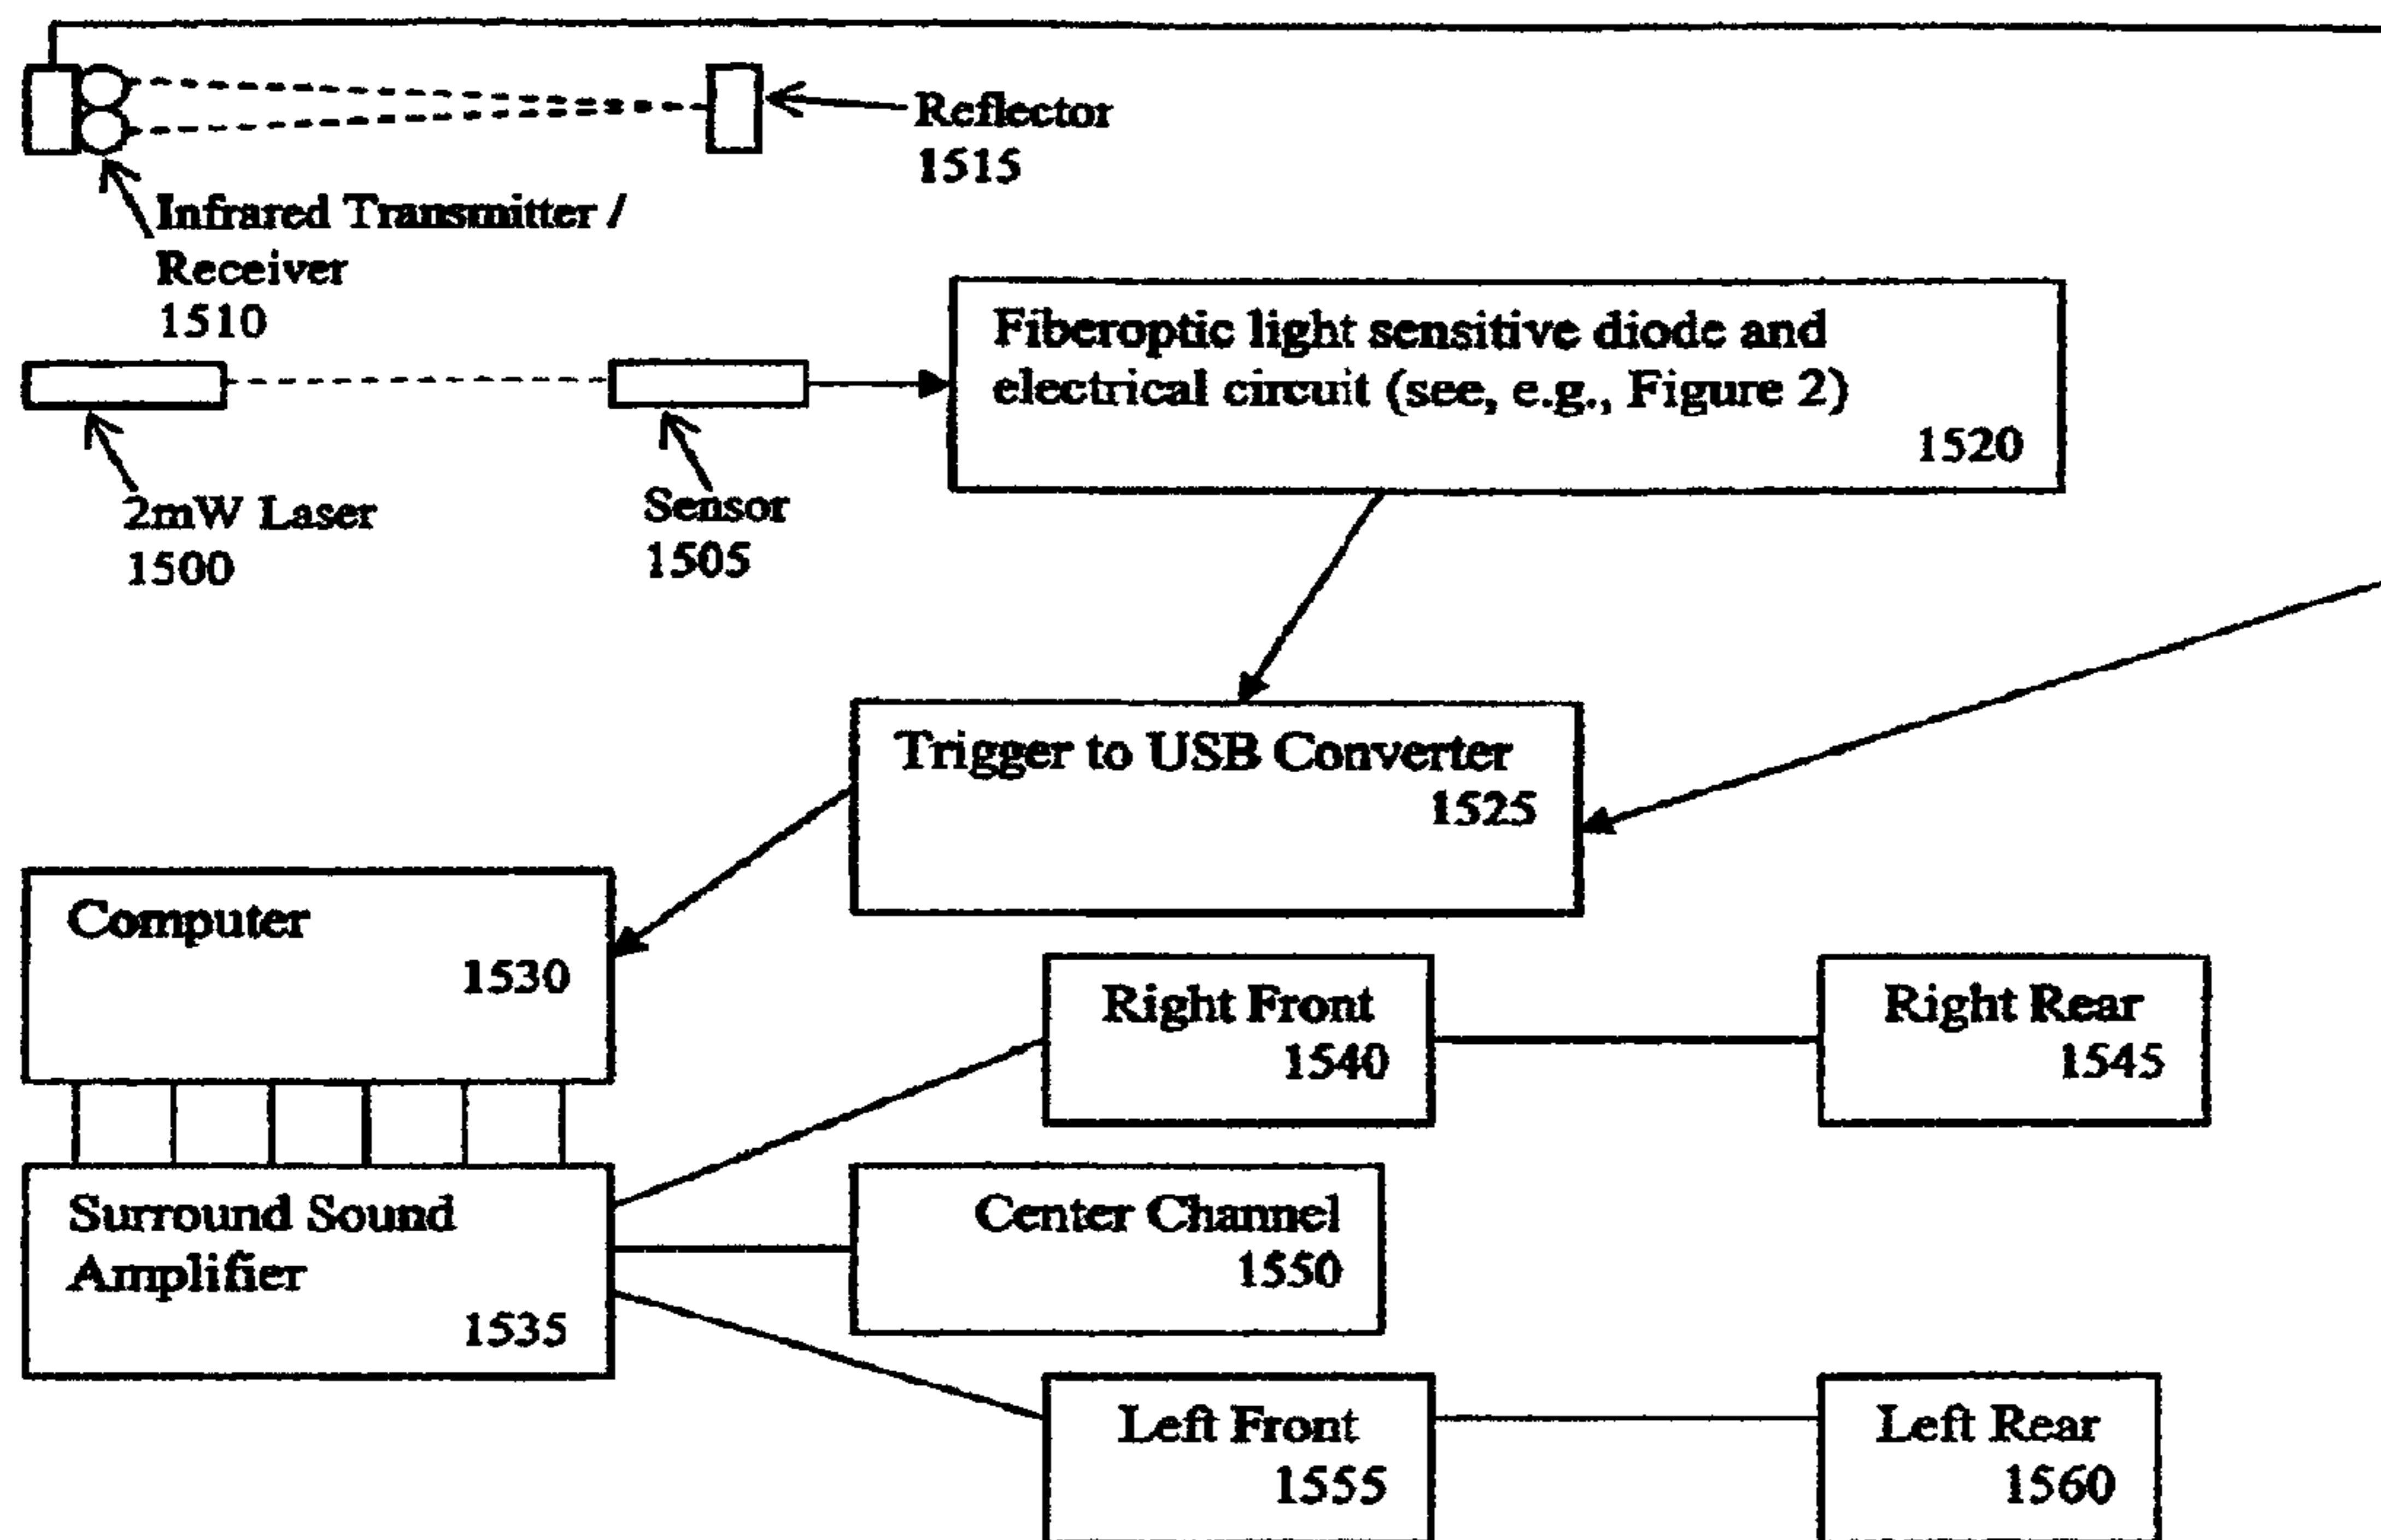 Reflector
1515
Infrared Transmitter /
Receiver
1510
Fiberoptic light sensitive diode and
electrical circuit (see, e.g., Figure 2)
1520
2mW Laser
1500
Sensor
1505
Trigger to USB Converter
1525
Computer
1530
Right Front
1540
Right Rear
1545
Surround Sound
Amplifier
1535
Center Channel
1550
Left Front
1555
Left Rear
1560